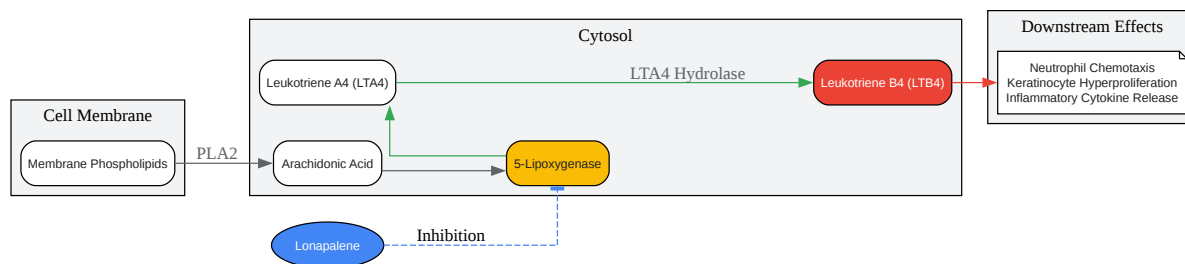 Cell Membrane
Membrane Phospholipids
PLA2
Cytosol
Leukotriene A4 (LTA4)
LTA4 Hydrolase
Leukotriene B4 (LTB4)
Arachidonic Acid
5-Lipoxygenase
Downstream Effects
Neutrophil Chemotaxis
Keratinocyte Hyperproliferation
Inflammatory Cytokine Release
Lonapalene
Inhibition